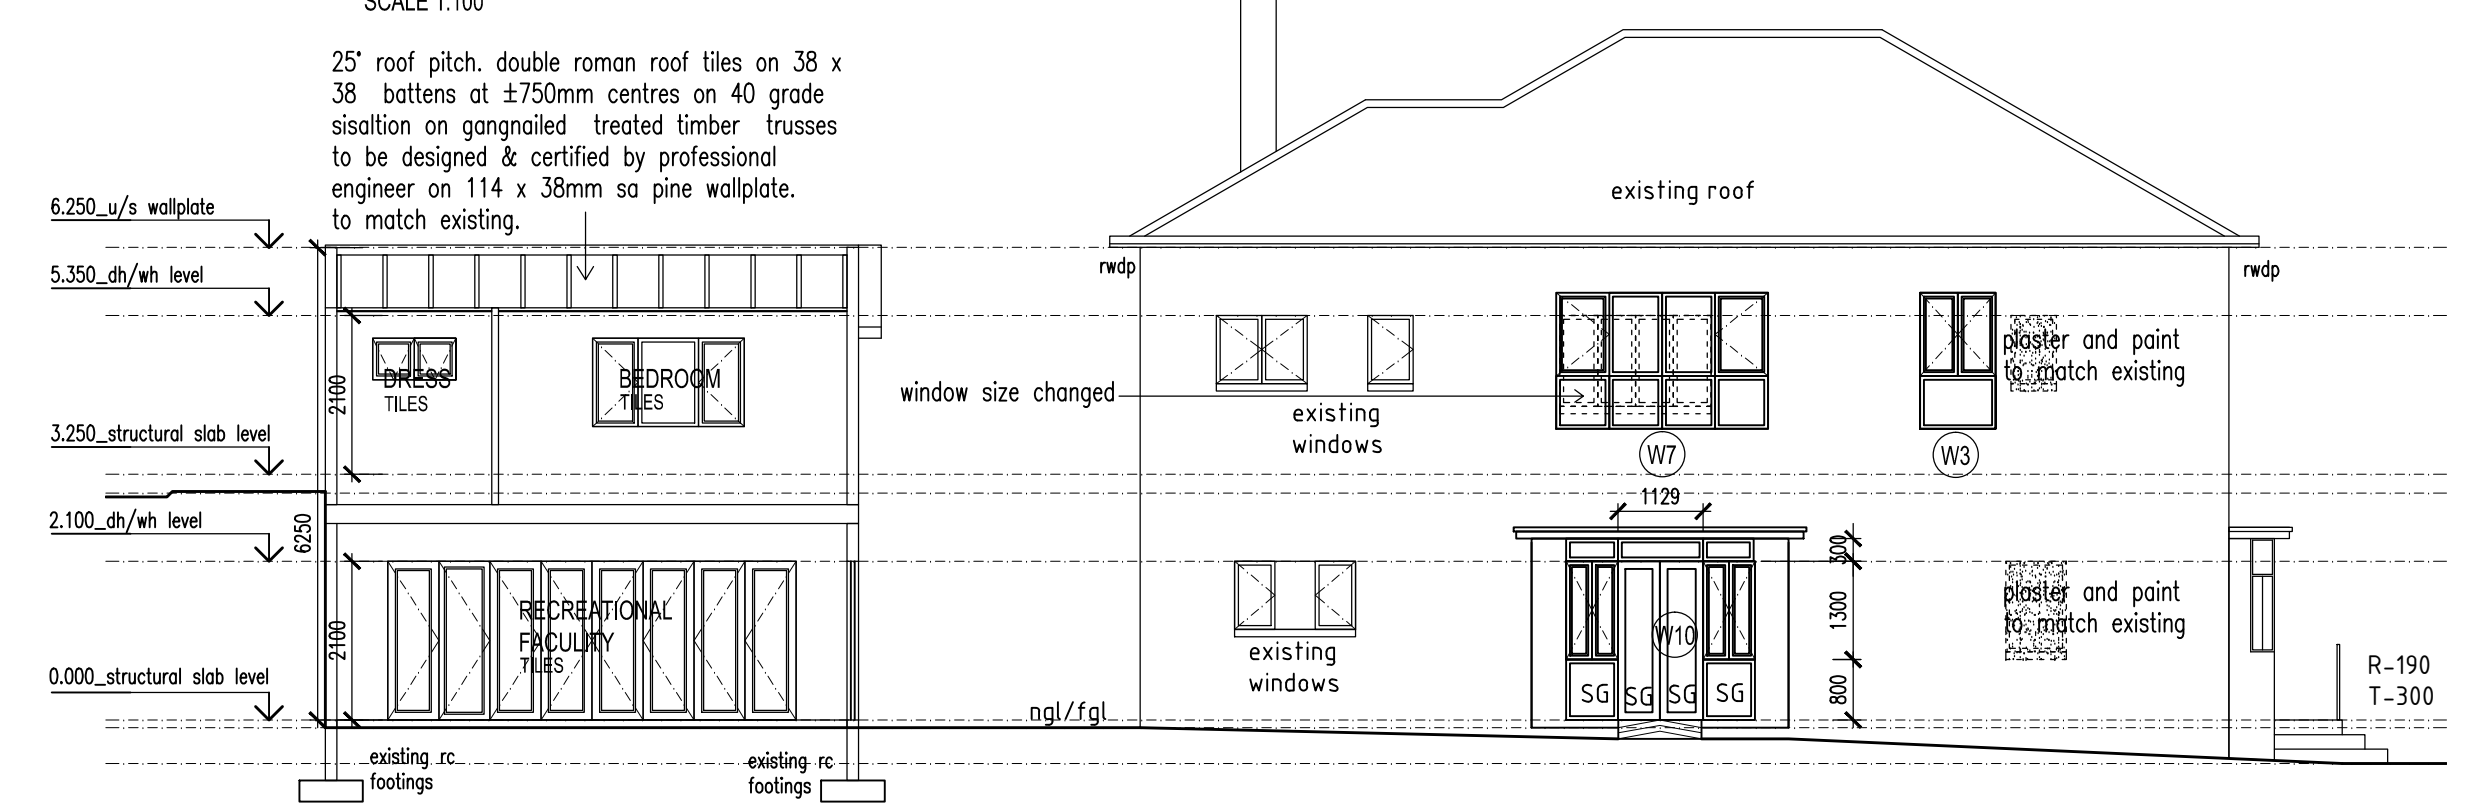 SCALE 1:100
25° roof pitch. double roman roof tiles on 38 x
38 battens at ±750mm centres on 40 grade
sisaltion on gangnailed treated timber trusses
to be designed & certified by professional
engineer on 114 x 38mm sa pine wallplate.
to match existing.
6.250_u/s wallplate
5.350_dh/wh level
3.250_structural slab level
2.100_dh/wh level
0.000_structural slab level
2100
6250
2100
DRESS
TILES
BEDROOM
TILES
RECREATIONAL
FACULITY
TILES
existing rc
footings
existing rc
footings
ngl/fgl
existing roof
rwdp
rwdp
window size changed
existing
windows
W7
W3
plaster and paint
to match existing
1129
300
1300
800
existing
windows
W10
SG
SG
SG
SG
plaster and paint
to match existing
R-190
T-300